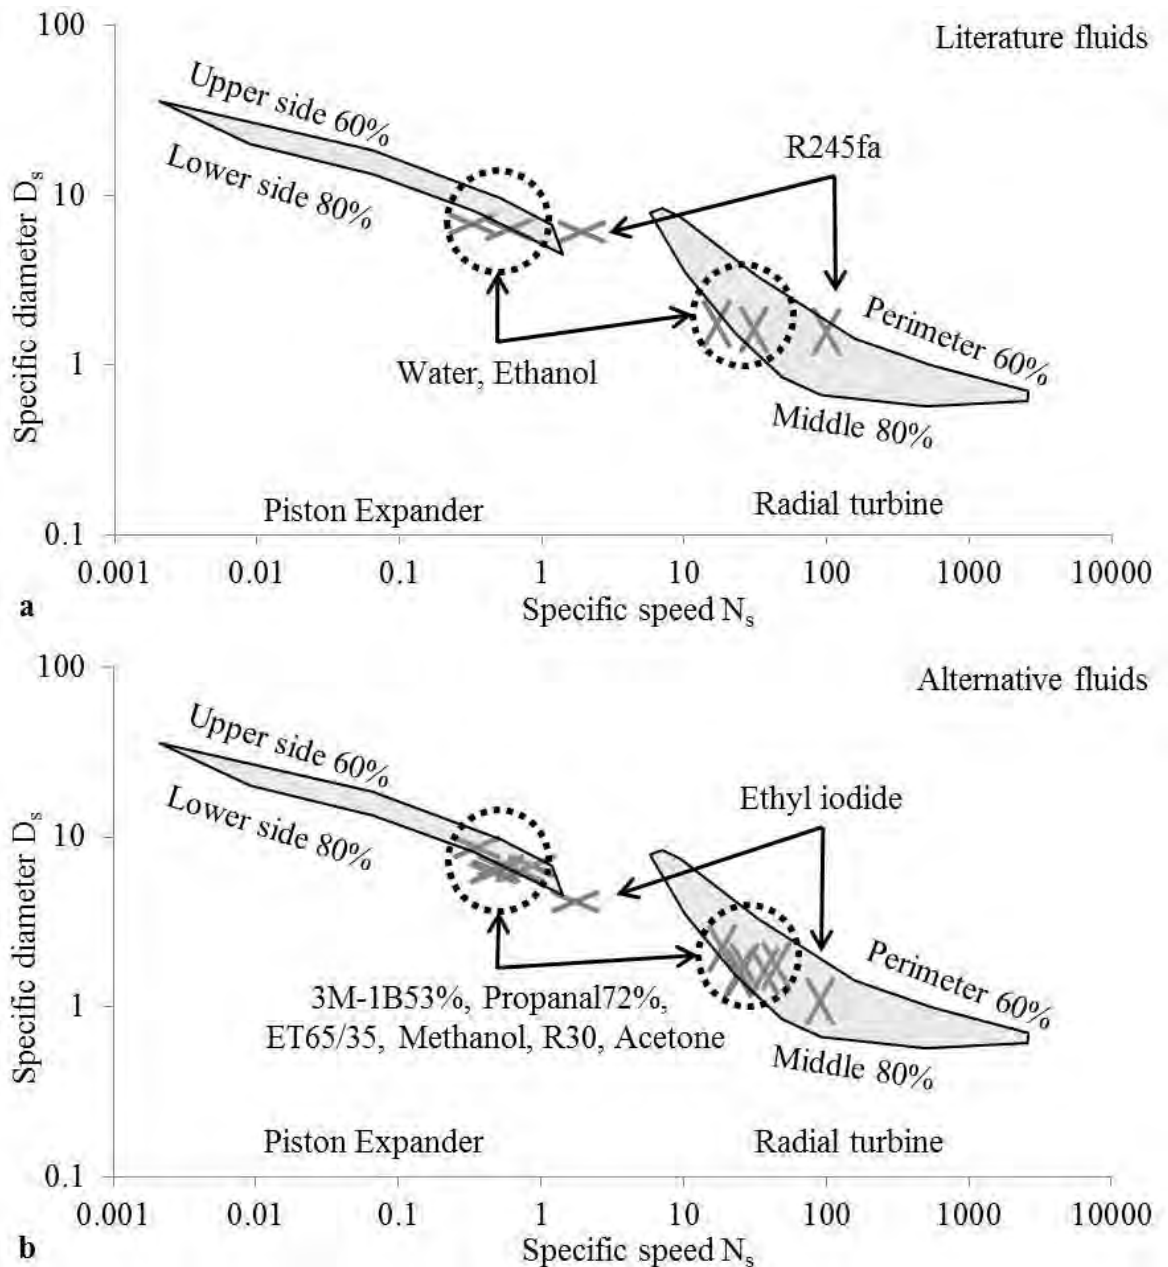 100
Literature fluids
Upper side 60%
R245fa
Lower side 80%
10
Specific diameter Dₛ
Perimeter 60%
1
Water, Ethanol
Middle 80%
Piston Expander
Radial turbine
0.1
0.001 0.01 0.1 1 10 100 1000 10000
a
Specific speed Nₛ
100
Alternative fluids
Upper side 60%
Ethyl iodide
Lower side 80%
10
Specific diameter Dₛ
Perimeter 60%
3M-1B53%, Propanal72%,
1
ET65/35, Methanol, R30, Acetone
Middle 80%
Piston Expander
Radial turbine
0.1
0.001 0.01 0.1 1 10 100 1000 10000
b
Specific speed Nₛ